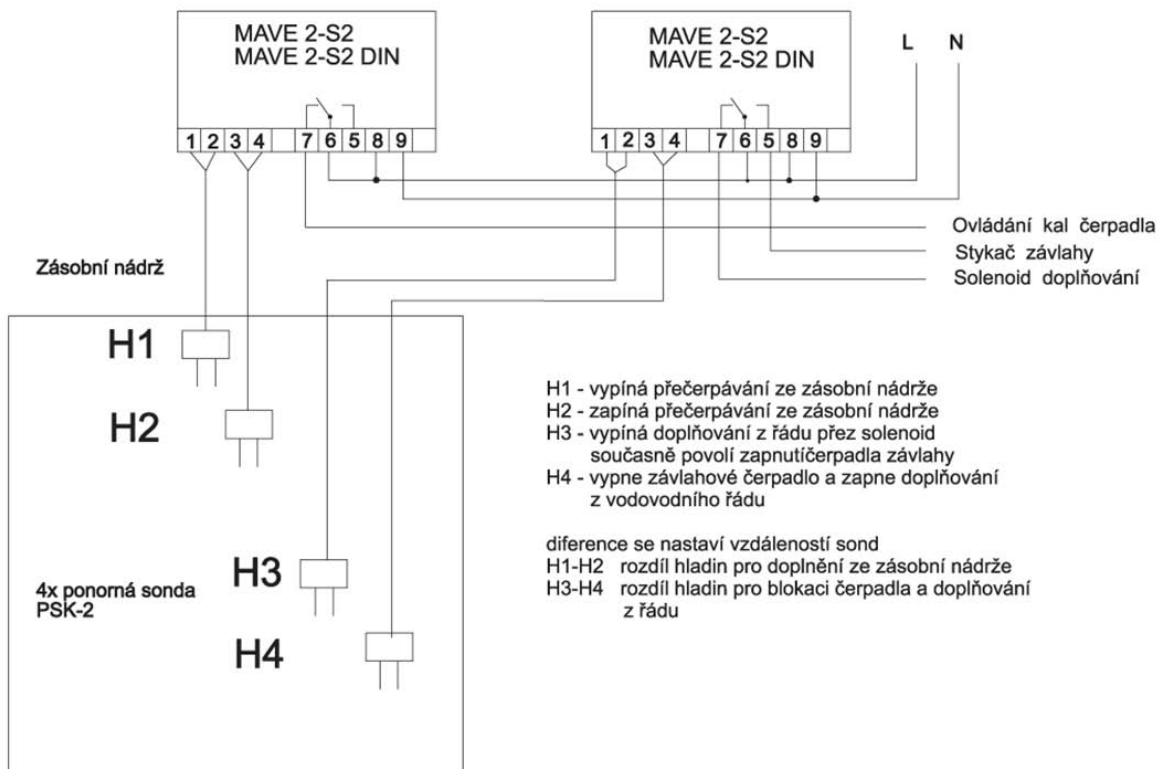 MAVE 2-S2
MAVE 2-S2 DIN
1 2 3 4 7 6 5 8 9
MAVE 2-S2
MAVE 2-S2 DIN
1 2 3 4 7 6 5 8 9
L N
Ovládání kal čerpadla
Stykač závlahy
Solenoid doplňování
Zásobní nádrž
H1
H2
H3
H4
4x ponorná sonda
PSK-2
H1 - vypíná přečerpávání ze zásobní nádrže
H2 - zapíná přečerpávání ze zásobní nádrže
H3 - vypíná doplňování z řádu přez solenoid
současně povolí zapnutíčerpadla závlahy
H4 - vypne závlahové čerpadlo a zapne doplňování
z vodovodního řádu
diference se nastaví vzdáleností sond
H1-H2 rozdíl hladin pro doplnění ze zásobní nádrže
H3-H4 rozdíl hladin pro blokaci čerpadla a doplňování
z řádu